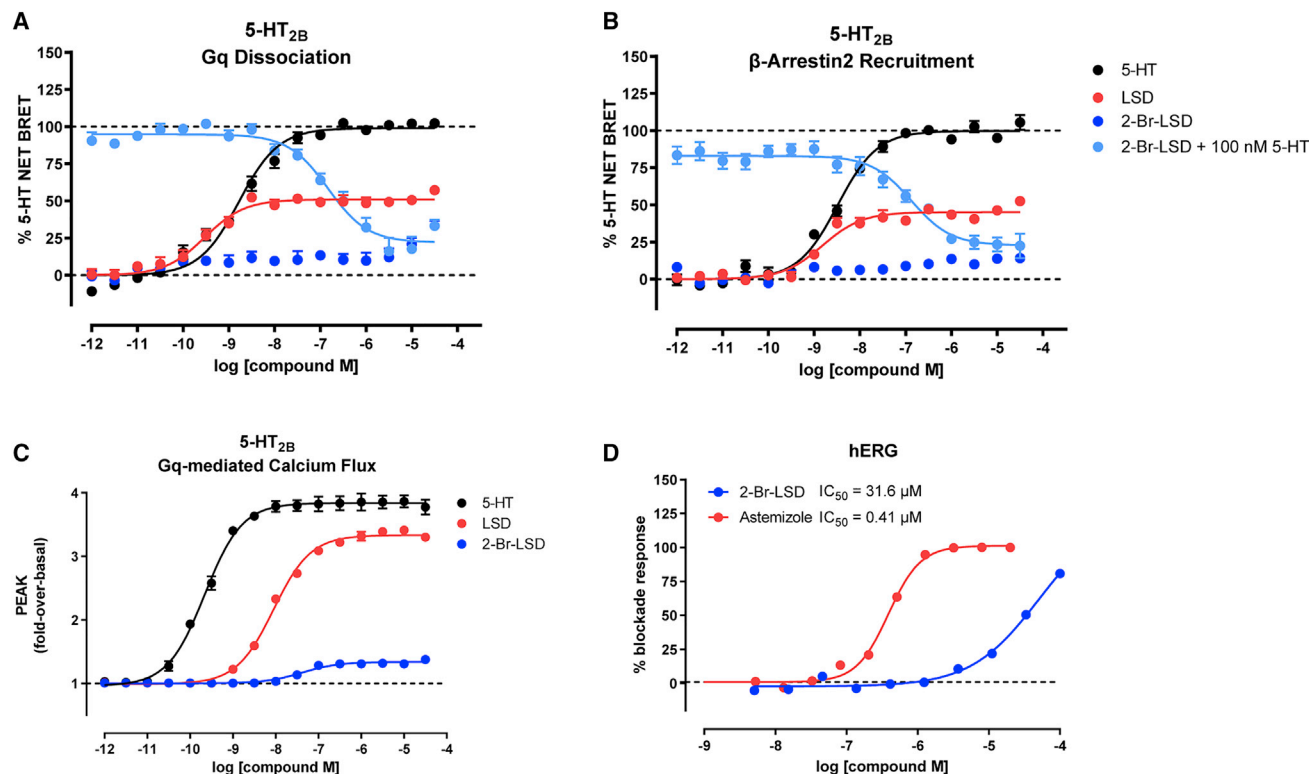 A
5-HT2B
Gq Dissociation
% 5-HT NET BRET
150
125
100
75
50
25
0
-12 -11 -10 -9 -8 -7 -6 -5 -4
log [compound M]
B
5-HT2B
β-Arrestin2 Recruitment
% 5-HT NET BRET
150
125
100
75
50
25
0
-12 -11 -10 -9 -8 -7 -6 -5 -4
log [compound M]
5-HT
LSD
2-Br-LSD
2-Br-LSD + 100 nM 5-HT
C
5-HT2B
Gq-mediated Calcium Flux
PEAK
(fold-over-basal)
4
3
2
1
-12 -11 -10 -9 -8 -7 -6 -5 -4
log [compound M]
5-HT
LSD
2-Br-LSD
D
hERG
2-Br-LSD IC50 = 31.6 µM
Astemizole IC50 = 0.41 µM
% blockade response
150
125
100
75
50
25
0
-9 -8 -7 -6 -5 -4
log [compound M]